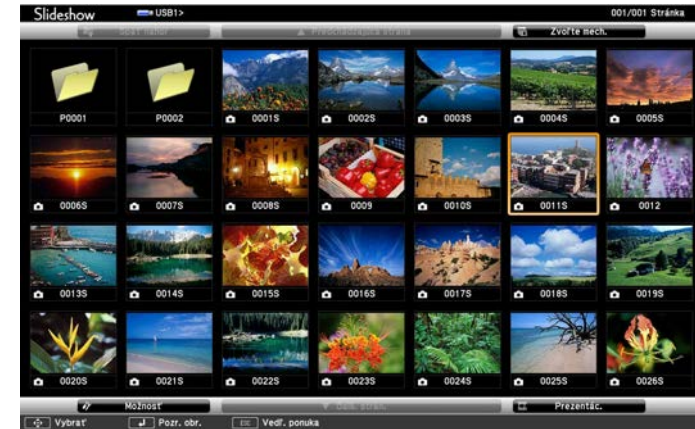 Slideshow USB1> 001/001 Stránka
Späť nahor Predchádzajúca strana Zvoľte mech.
P0001 P0002 0001S 0002S 0003S 0004S 0005S
0006S 0007S 0008S 0009 0010S 0011S 0012
0013S 0014S 0015S 0016S 0017S 0018S 0019S
0020S 0021S 0022S 0023S 0024S 0025S 0026S
Možnosť Ďalš. stran. Prezentác.
Vybrať Pozr. obr. ESC Vedľ. ponuka